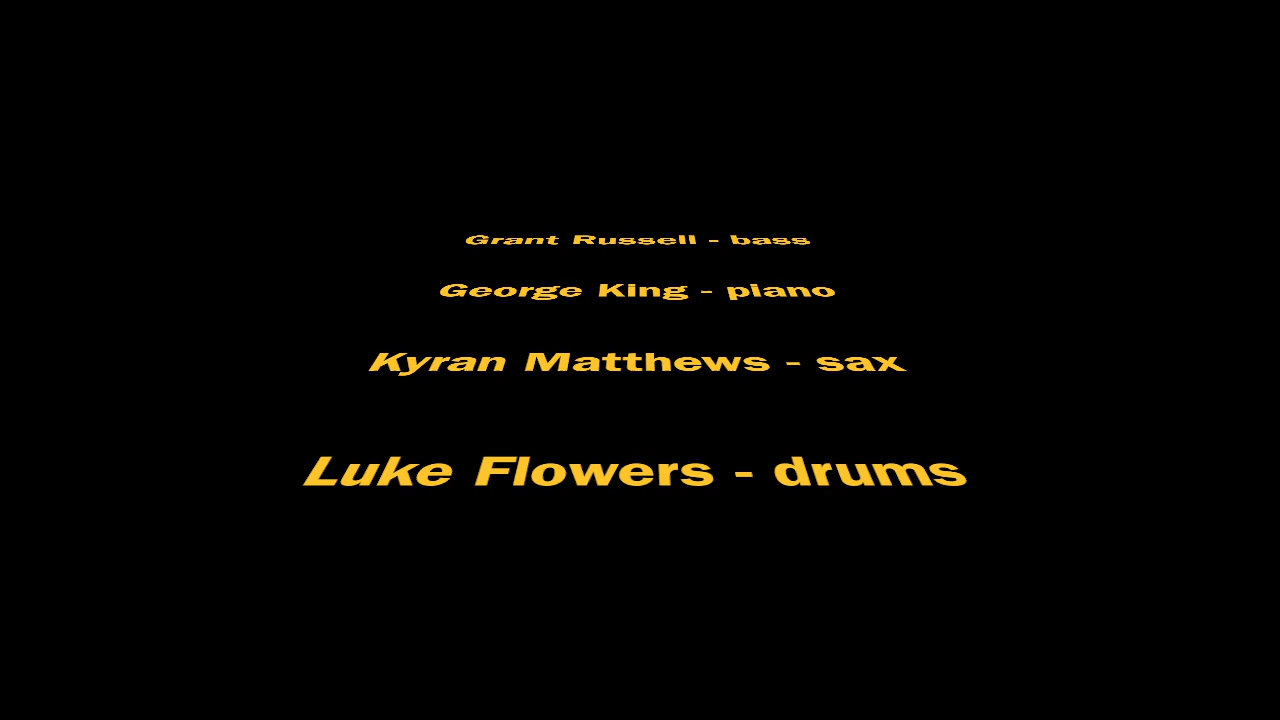 Grant Russell - bass
George King - piano
Kyran Matthews - sax
Luke Flowers - drums